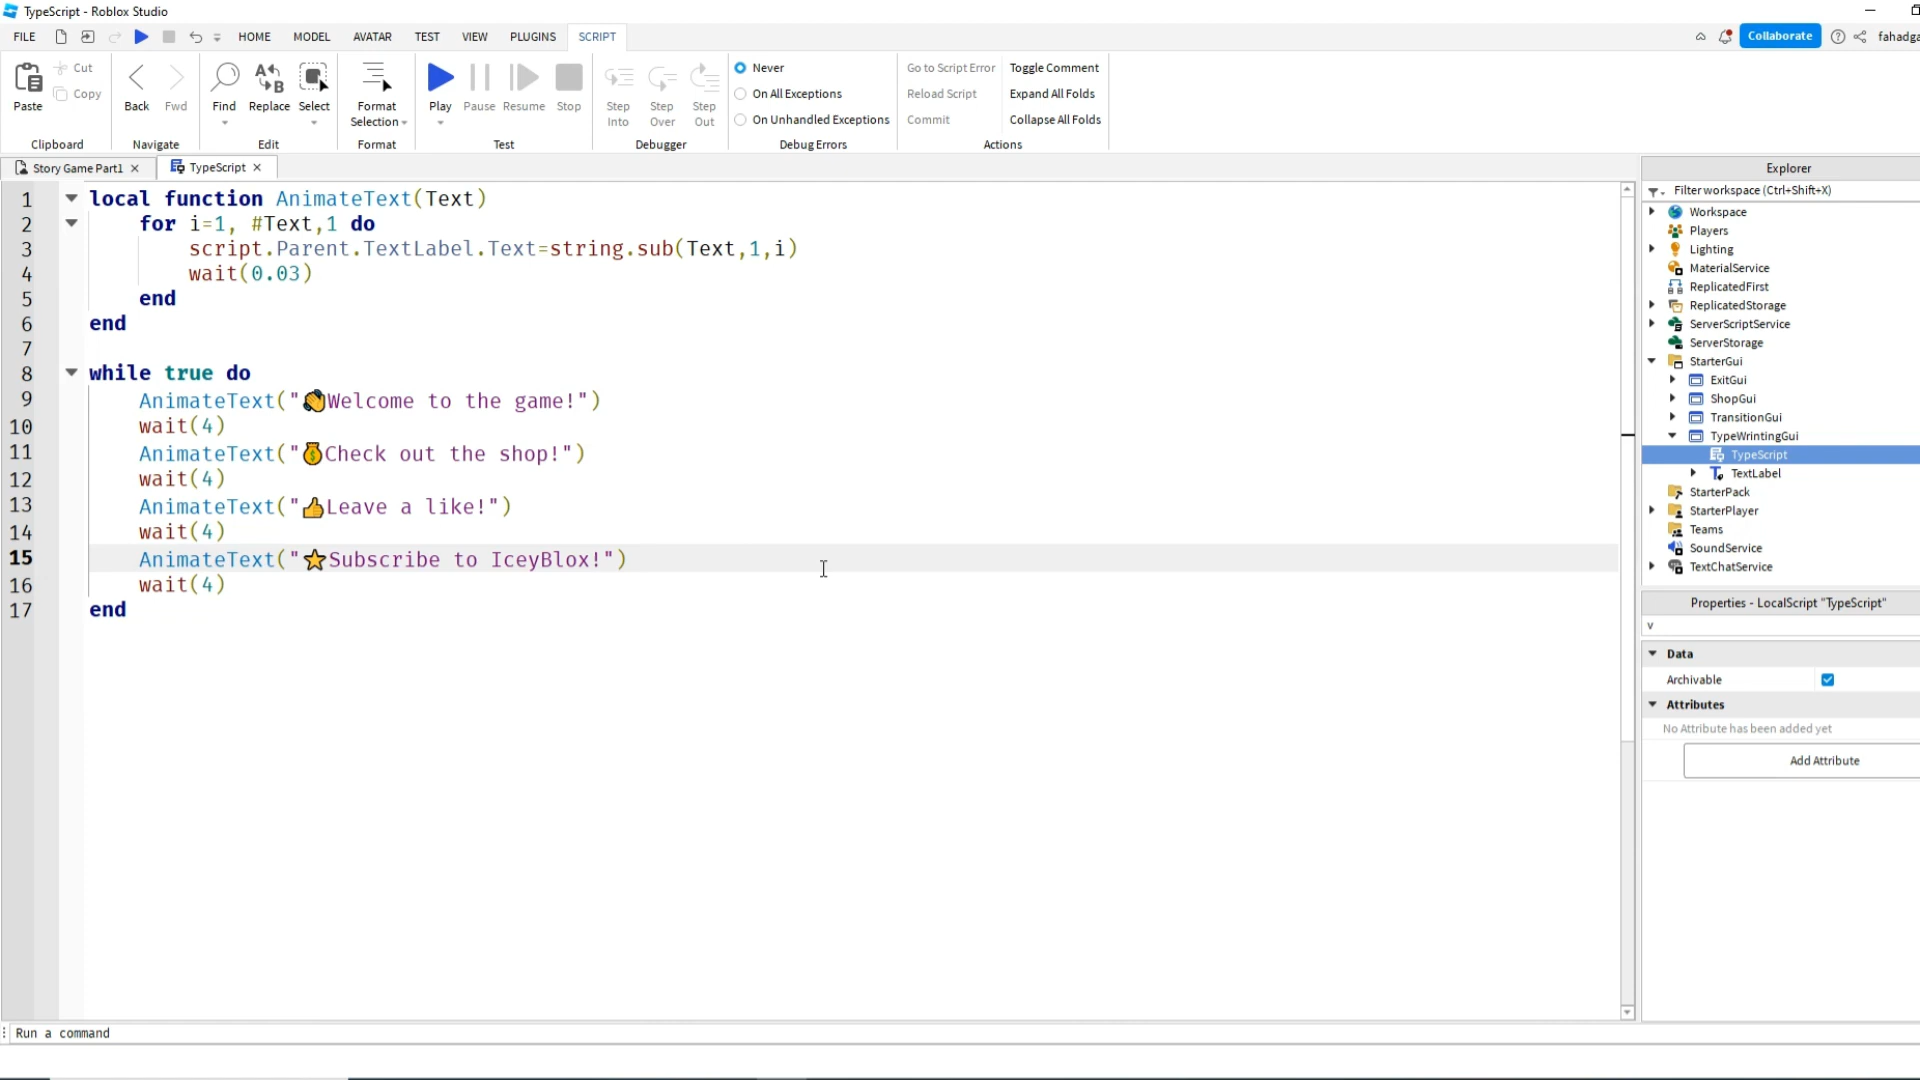 TypeScript - Roblox Studio
FILE HOME MODEL AVATAR TEST VIEW PLUGINS SCRIPT Collaborate fahadga
Paste
Cut
Copy
Clipboard
Back Fwd
Navigate
Find Replace Select
Edit
Format
Selection
Format
Play Pause Resume Stop
Test
Step
Into
Step
Over
Step
Out
Debugger
Never
On All Exceptions
On Unhandled Exceptions
Debug Errors
Go to Script Error
Reload Script
Commit
Toggle Comment
Expand All Folds
Collapse All Folds
Actions
Story Game Part1 TypeScript
1 local function AnimateText(Text)
2 for i=1, #Text,1 do
3 script.Parent.TextLabel.Text=string.sub(Text,1,i)
4 wait(0.03)
5 end
6 end
7
8 while true do
9 AnimateText("👋Welcome to the game!")
10 wait(4)
11 AnimateText("💰Check out the shop!")
12 wait(4)
13 AnimateText("👍Leave a like!")
14 wait(4)
15 AnimateText("⭐Subscribe to IceyBlox!")
16 wait(4)
17 end
Explorer
Filter workspace (Ctrl+Shift+X)
Workspace
Players
Lighting
MaterialService
ReplicatedFirst
ReplicatedStorage
ServerScriptService
ServerStorage
StarterGui
ExitGui
ShopGui
TransitionGui
TypeWrintingGui
TypeScript
TextLabel
StarterPack
StarterPlayer
Teams
SoundService
TextChatService
Properties - LocalScript "TypeScript"
v
Data
Archivable
Attributes
No Attribute has been added yet
Add Attribute
Run a command